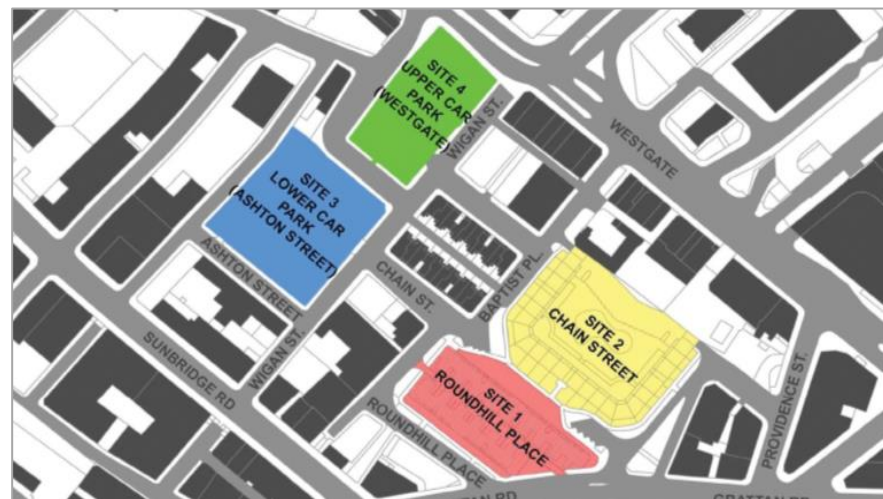 SITE 4
UPPER CAR
PARK
(WESTGATE)
WIGAN ST.
WESTGATE
SITE 3
LOWER CAR
PARK
(ASHTON STREET)
ASHTON STREET
CHAIN ST.
BAPTIST PL.
SITE 2
CHAIN STREET
SUNBRIDGE RD
WIGAN ST.
SITE 1
ROUNDHILL PLACE
ROUNDHILL PLACE
PROVIDENCE ST.